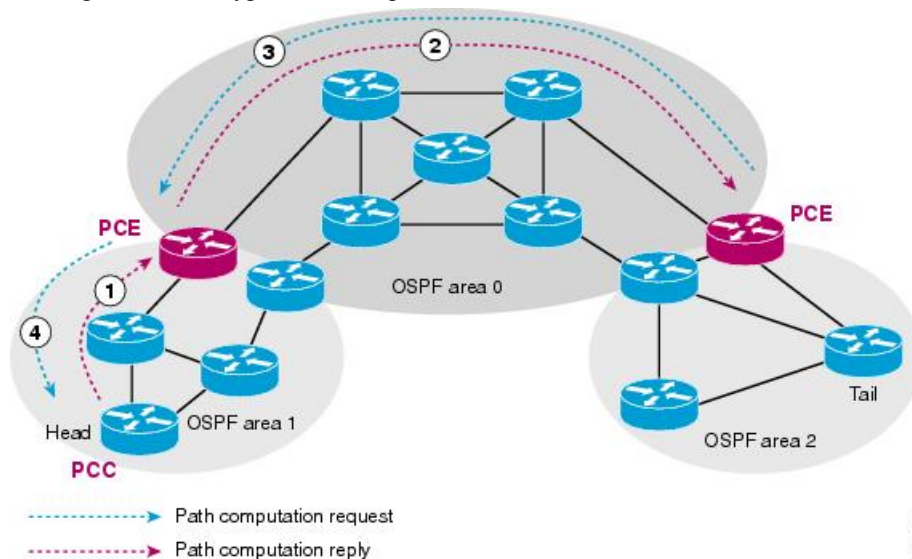 3
2
PCE
PCE
1
OSPF area 0
4
Head
OSPF area 1
Tail
PCC
OSPF area 2
Path computation request
Path computation reply